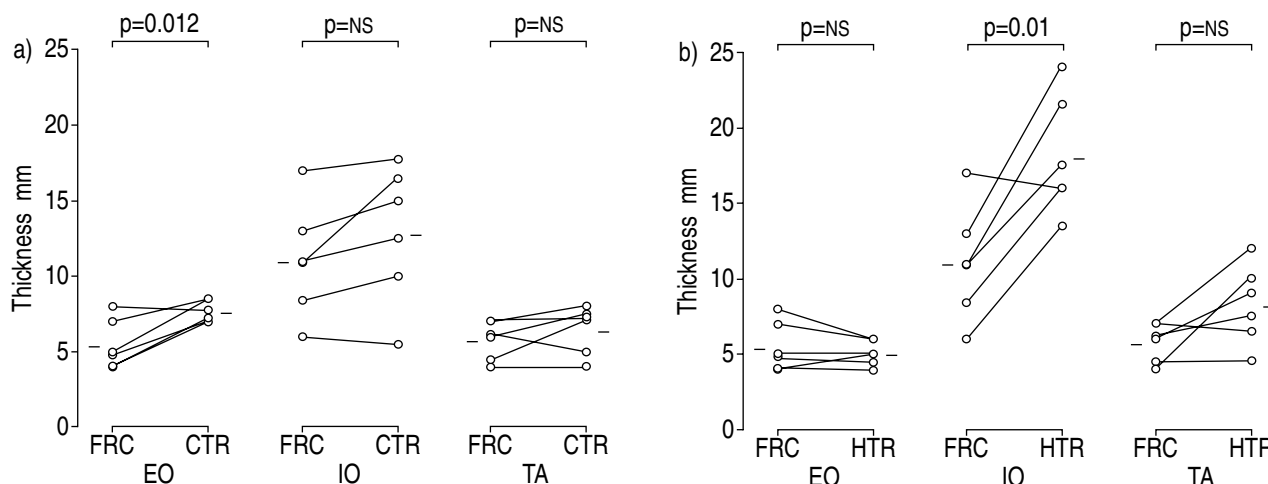 p=0.012 p=NS p=NS
a)
25
20
15
10
5
0
Thickness mm
FRC CTR FRC CTR FRC CTR
EO IO TA
p=NS p=0.01 p=NS
b)
25
20
15
10
5
0
Thickness mm
FRC HTR FRC HTR FRC HTR
EO IO TA